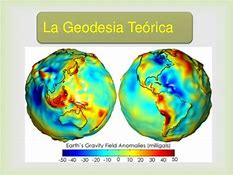 La Geodesia Teórica
Earth's Gravity Field Anomalies (milligals)
-50 -40 -30 -20 -10 0 10 20 30 40 50